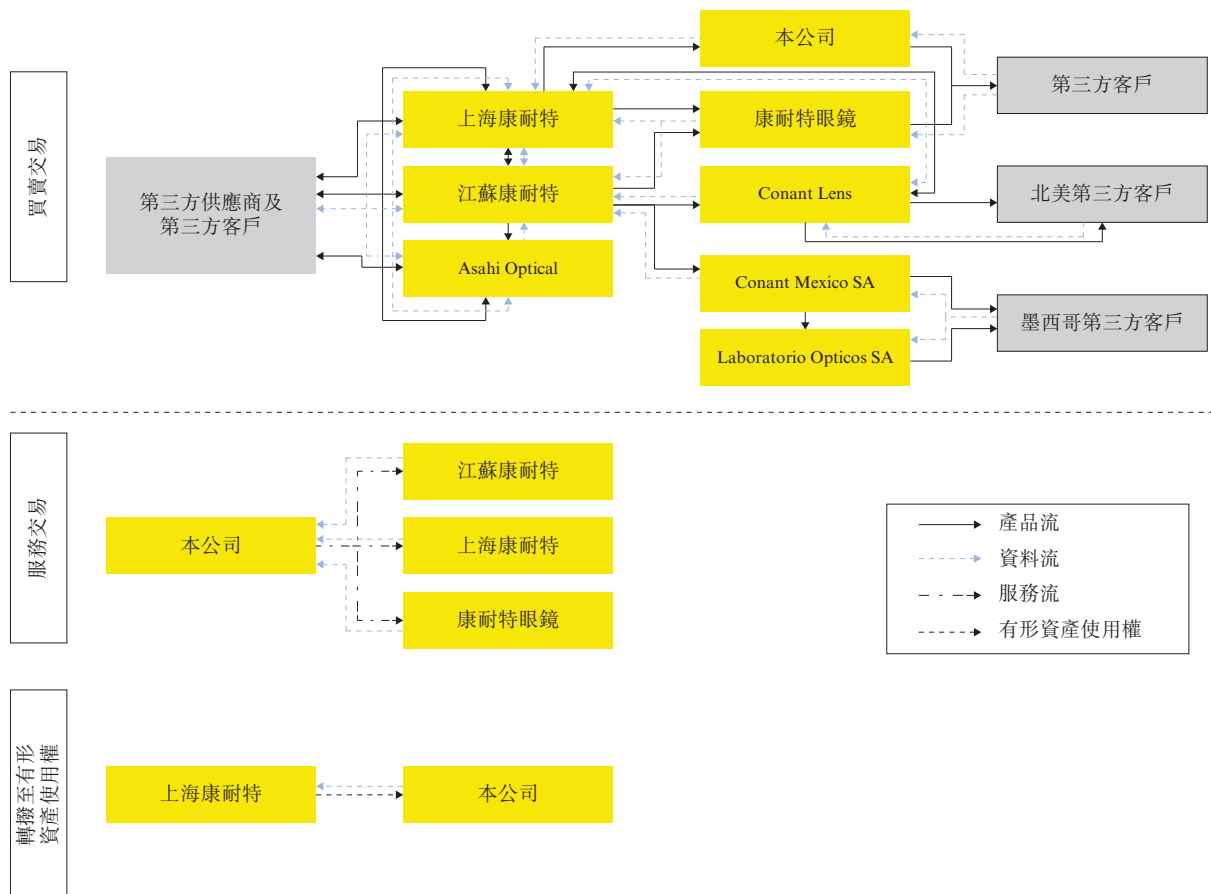 買賣交易
本公司
第三方客戶
上海康耐特
康耐特眼鏡
第三方供應商及
第三方客戶
江蘇康耐特
Conant Lens
北美第三方客戶
Asahi Optical
Conant Mexico SA
墨西哥第三方客戶
Laboratorio Opticos SA
服務交易
江蘇康耐特
本公司
上海康耐特
康耐特眼鏡
產品流
資料流
服務流
有形資產使用權
轉撥至有形
資產使用權
上海康耐特
本公司